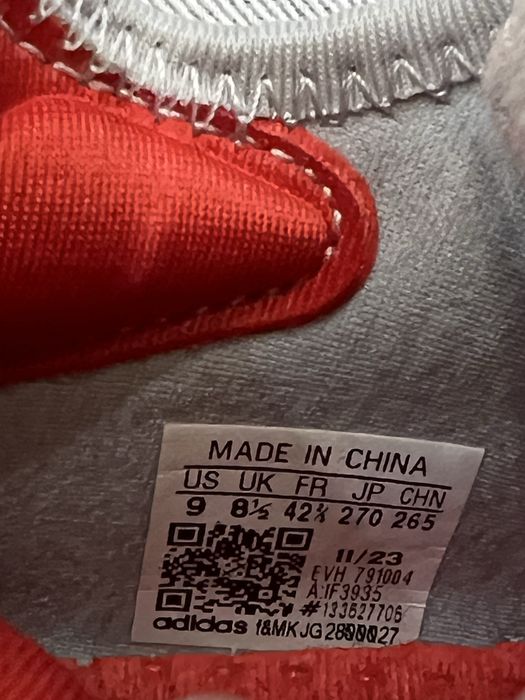 MADE IN CHINA
US UK FR JP CHN
9 8½ 42⅔ 270 265
11/23
EVH 791004
A:IF3935
#133627706
adidas